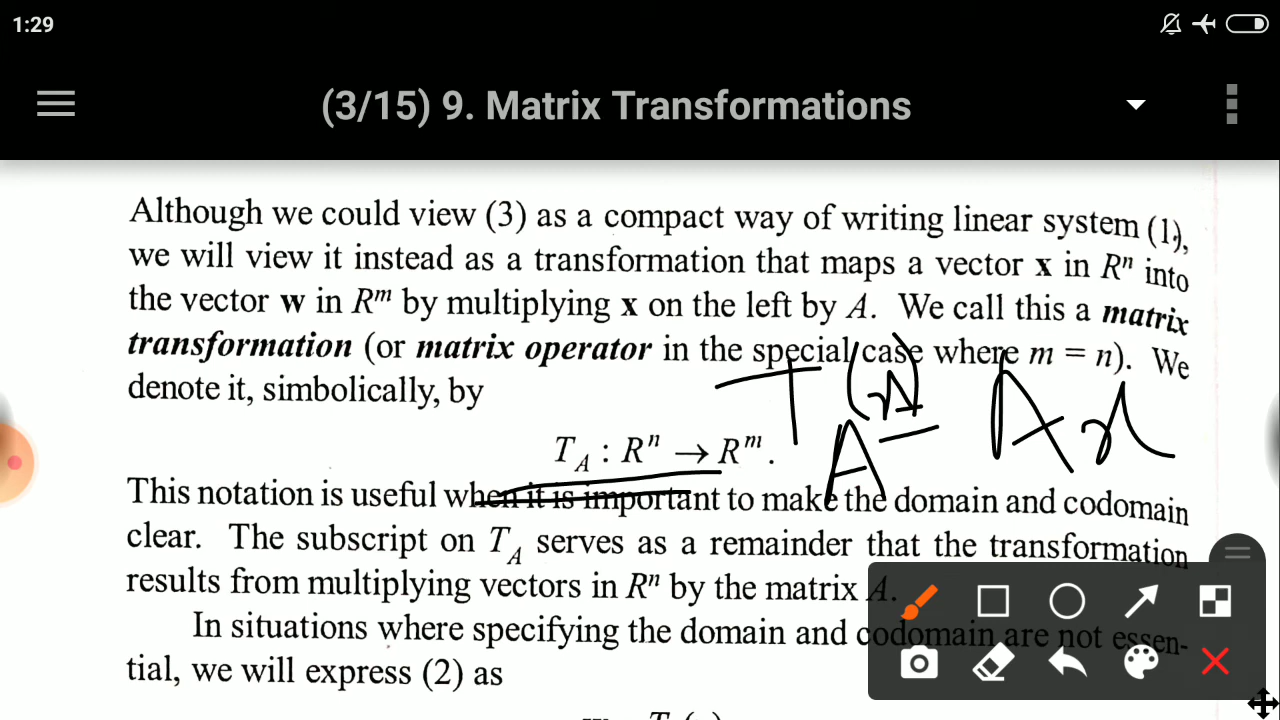 1:29
(3/15) 9. Matrix Transformations
Although we could view (3) as a compact way of writing linear system (1),
we will view it instead as a transformation that maps a vector x in Rⁿ into
the vector w in Rᵐ by multiplying x on the left by A. We call this a matrix
transformation (or matrix operator in the special case where m = n). We
denote it, simbolically, by
T_A(x) Ax
T_A : Rⁿ → Rᵐ.
This notation is useful when it is important to make the domain and codomain
clear. The subscript on T_A serves as a remainder that the transformation
results from multiplying vectors in Rⁿ by the matrix A.
In situations where specifying the domain and codomain are not essen-
tial, we will express (2) as